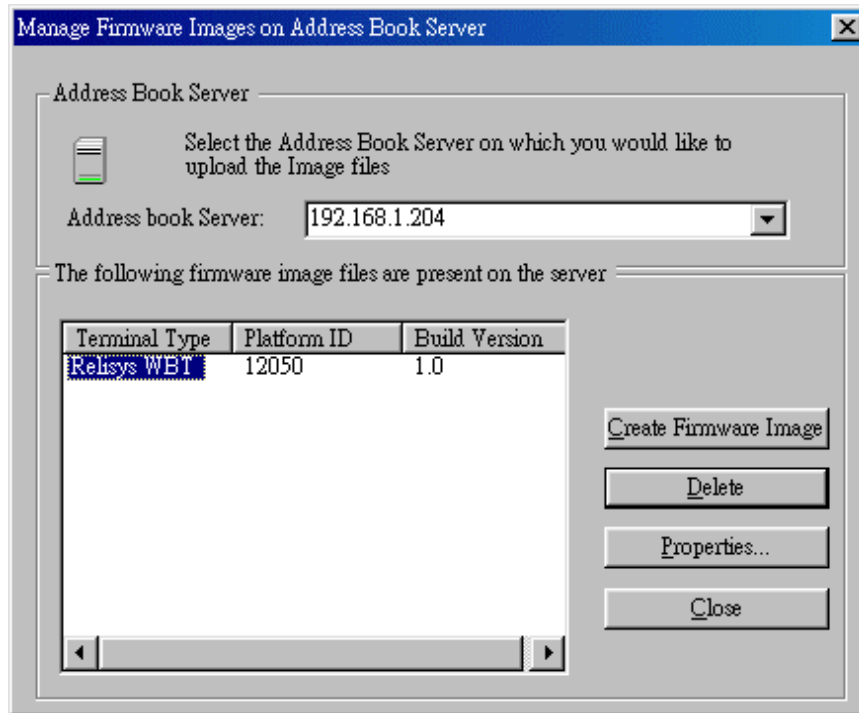 Manage Firmware Images on Address Book Server
Address Book Server
Select the Address Book Server on which you would like to
upload the Image files
Address book Server: 192.168.1.204
The following firmware image files are present on the server
Terminal Type Platform ID Build Version
Relisys WBT 12050 1.0
Create Firmware Image
Delete
Properties...
Close